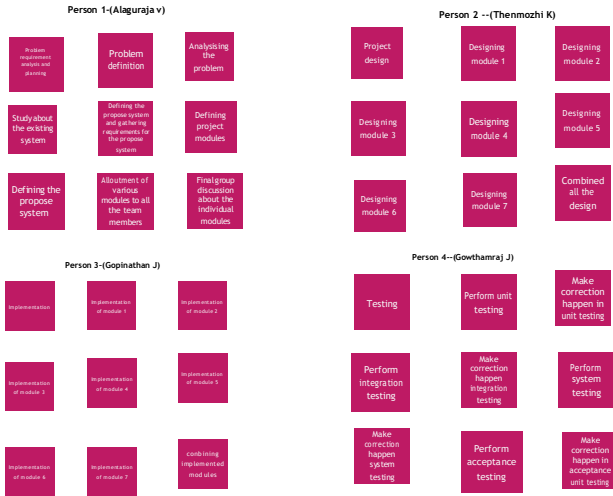 Person 1-(Alaguraja v)
Problem
requirement
analysis and
planning
Problem
definition
Analysising
the
problem
Study about
the existing
system
Defining the
propose system
and gathering
requirements for
the propose
system
Defining
project
modules
Defining the
propose
system
Alloutment of
various
modules to all
the team
members
Final group
discussion
about the
individual
modules
Person 2 --(Thenmozhi K)
Project
design
Designing
module 1
Designing
module 2
Designing
module 3
Designing
module 4
Designing
module 5
Designing
module 6
Designing
module 7
Combined
all the
design
Person 3-(Gopinathan J)
Implementation
Implementation
of module 1
Implementation
of module 2
Implementation
of module 3
Implementation
of module 4
Implementation
of module 5
Implementation
of module 6
Implementation
of module 7
conbining
implemented
modules
Person 4--(Gowthamraj J)
Testing
Perform unit
testing
Make
correction
happen in
unit testing
Perform
integration
testing
Make
correction
happen
integration
testing
Perform
system
testing
Make
correction
happen
system
testing
Perform
acceptance
testing
Make
correction
happen in
acceptance
unit testing